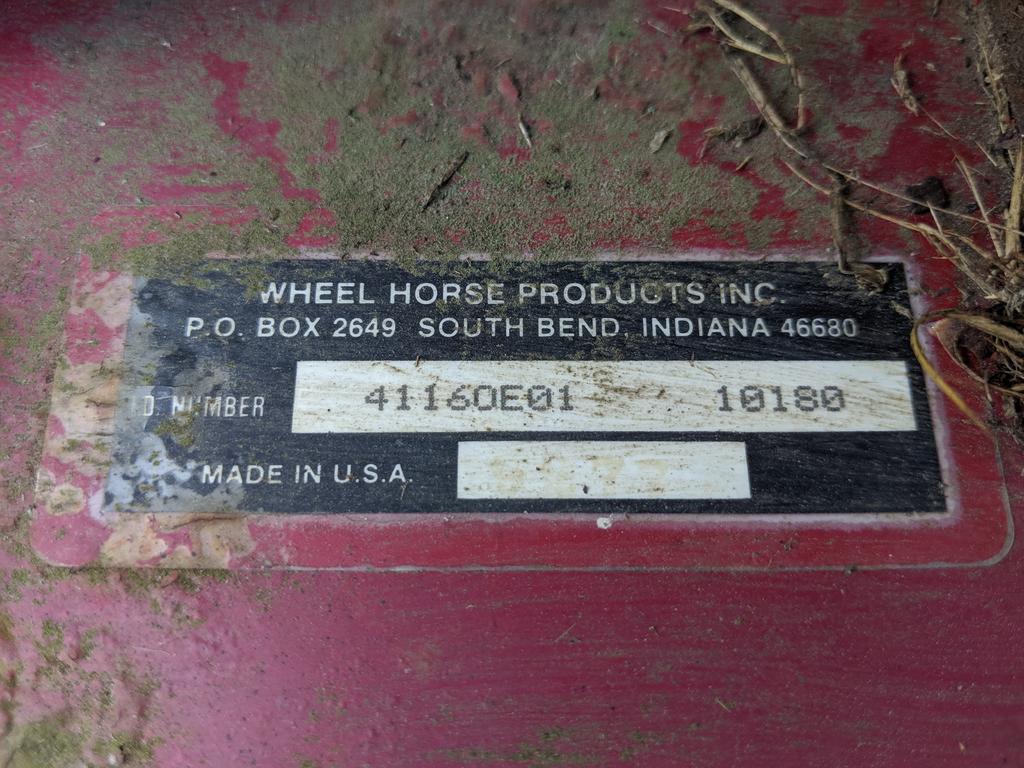 WHEEL HORSE PRODUCTS INC.
P.O. BOX 2649 SOUTH BEND, INDIANA 46680
I.D. NUMBER 41160E01 10180
MADE IN U.S.A.